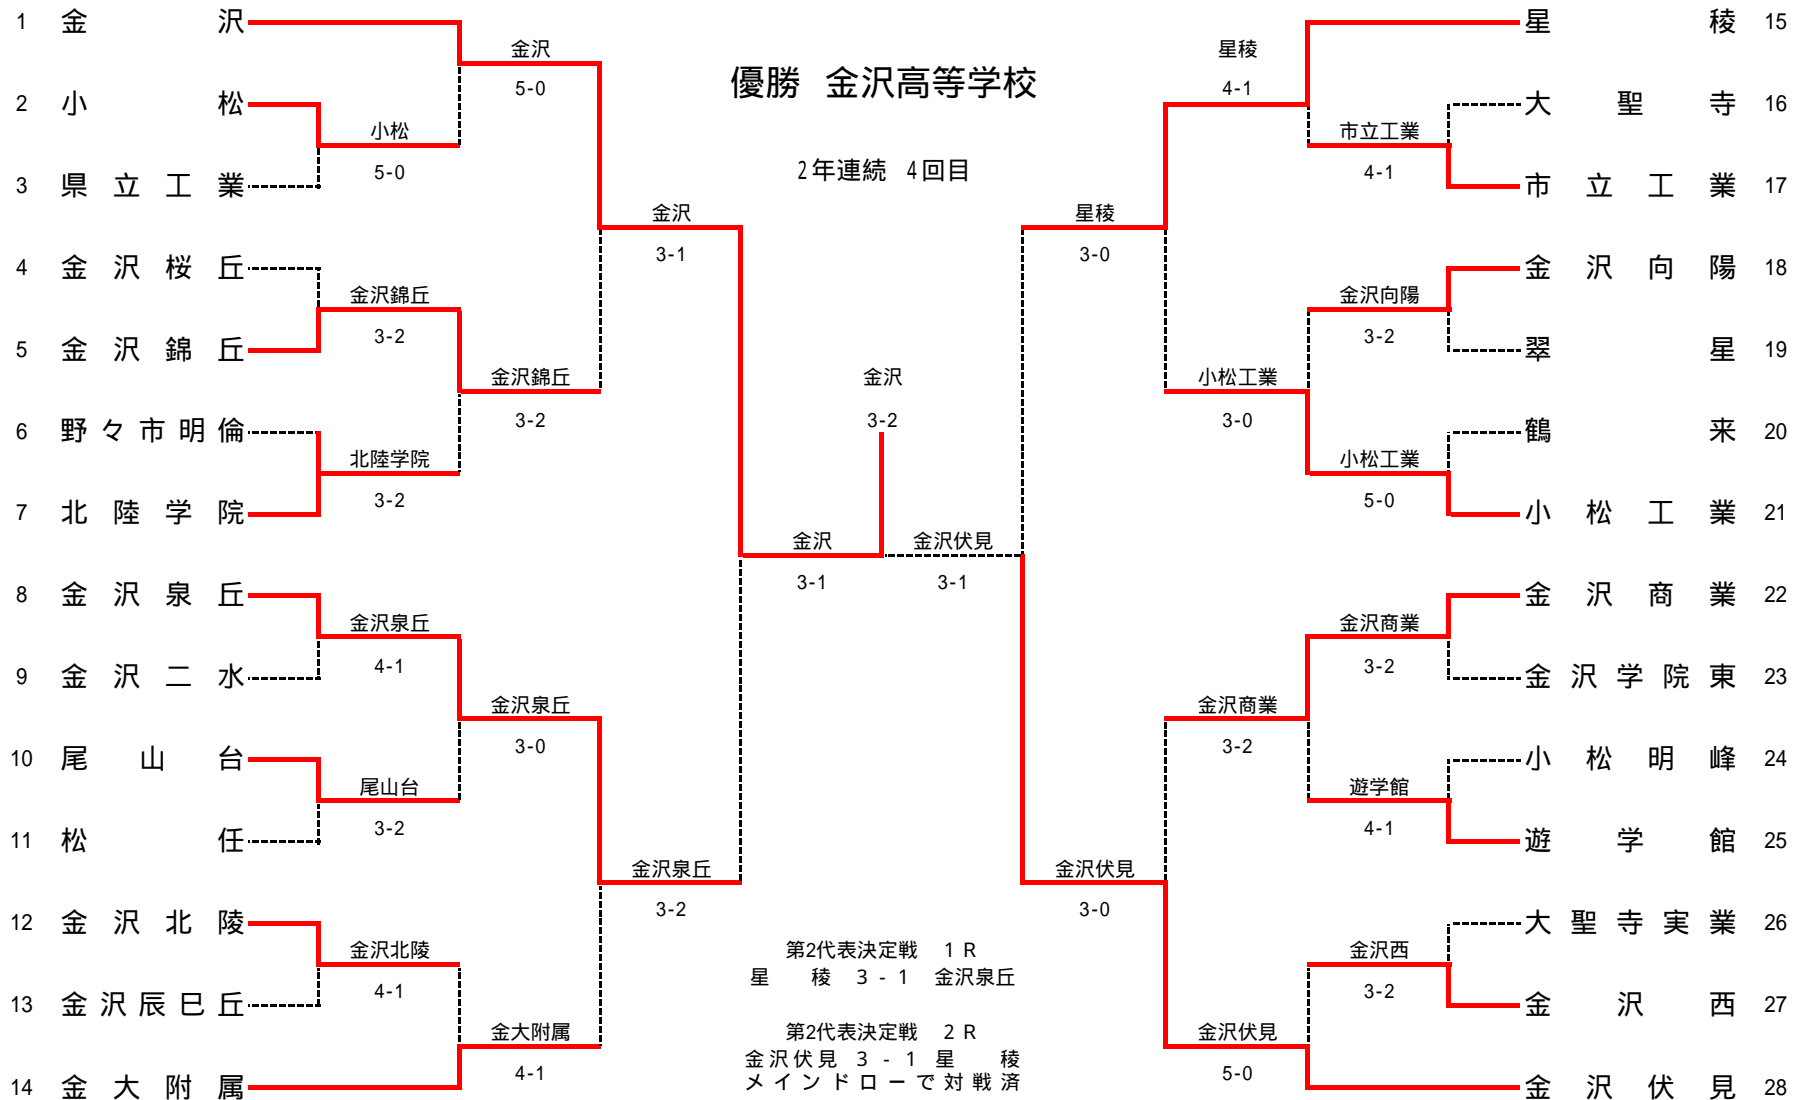 優勝 金沢高等学校
2年連続 4回目
1 金沢
2 小松
3 県立工業
4 金沢桜丘
5 金沢錦丘
6 野々市明倫
7 北陸学院
8 金沢泉丘
9 金沢二水
10 尾山台
11 松任
12 金沢北陵
13 金沢辰巳丘
14 金大附属
小松
5-0
金沢錦丘
3-2
北陸学院
3-2
金沢泉丘
4-1
尾山台
3-2
金沢北陵
4-1
金沢
5-0
金沢錦丘
3-2
金沢泉丘
3-0
金大附属
4-1
金沢
3-1
金沢泉丘
3-2
金沢
3-1
金沢
3-2
金沢伏見
3-1
星稜
3-0
金沢伏見
3-0
星稜
4-1
小松工業
3-0
金沢商業
3-2
金沢伏見
5-0
市立工業
4-1
金沢向陽
3-2
小松工業
5-0
金沢商業
3-2
遊学館
4-1
金沢西
3-2
星稜 15
大聖寺 16
市立工業 17
金沢向陽 18
翠星 19
鶴来 20
小松工業 21
金沢商業 22
金沢学院東 23
小松明峰 24
遊学館 25
大聖寺実業 26
金沢西 27
金沢伏見 28
第2代表決定戦 1R
星稜 3-1 金沢泉丘
第2代表決定戦 2R
金沢伏見 3-1 星稜
メインドローで対戦済